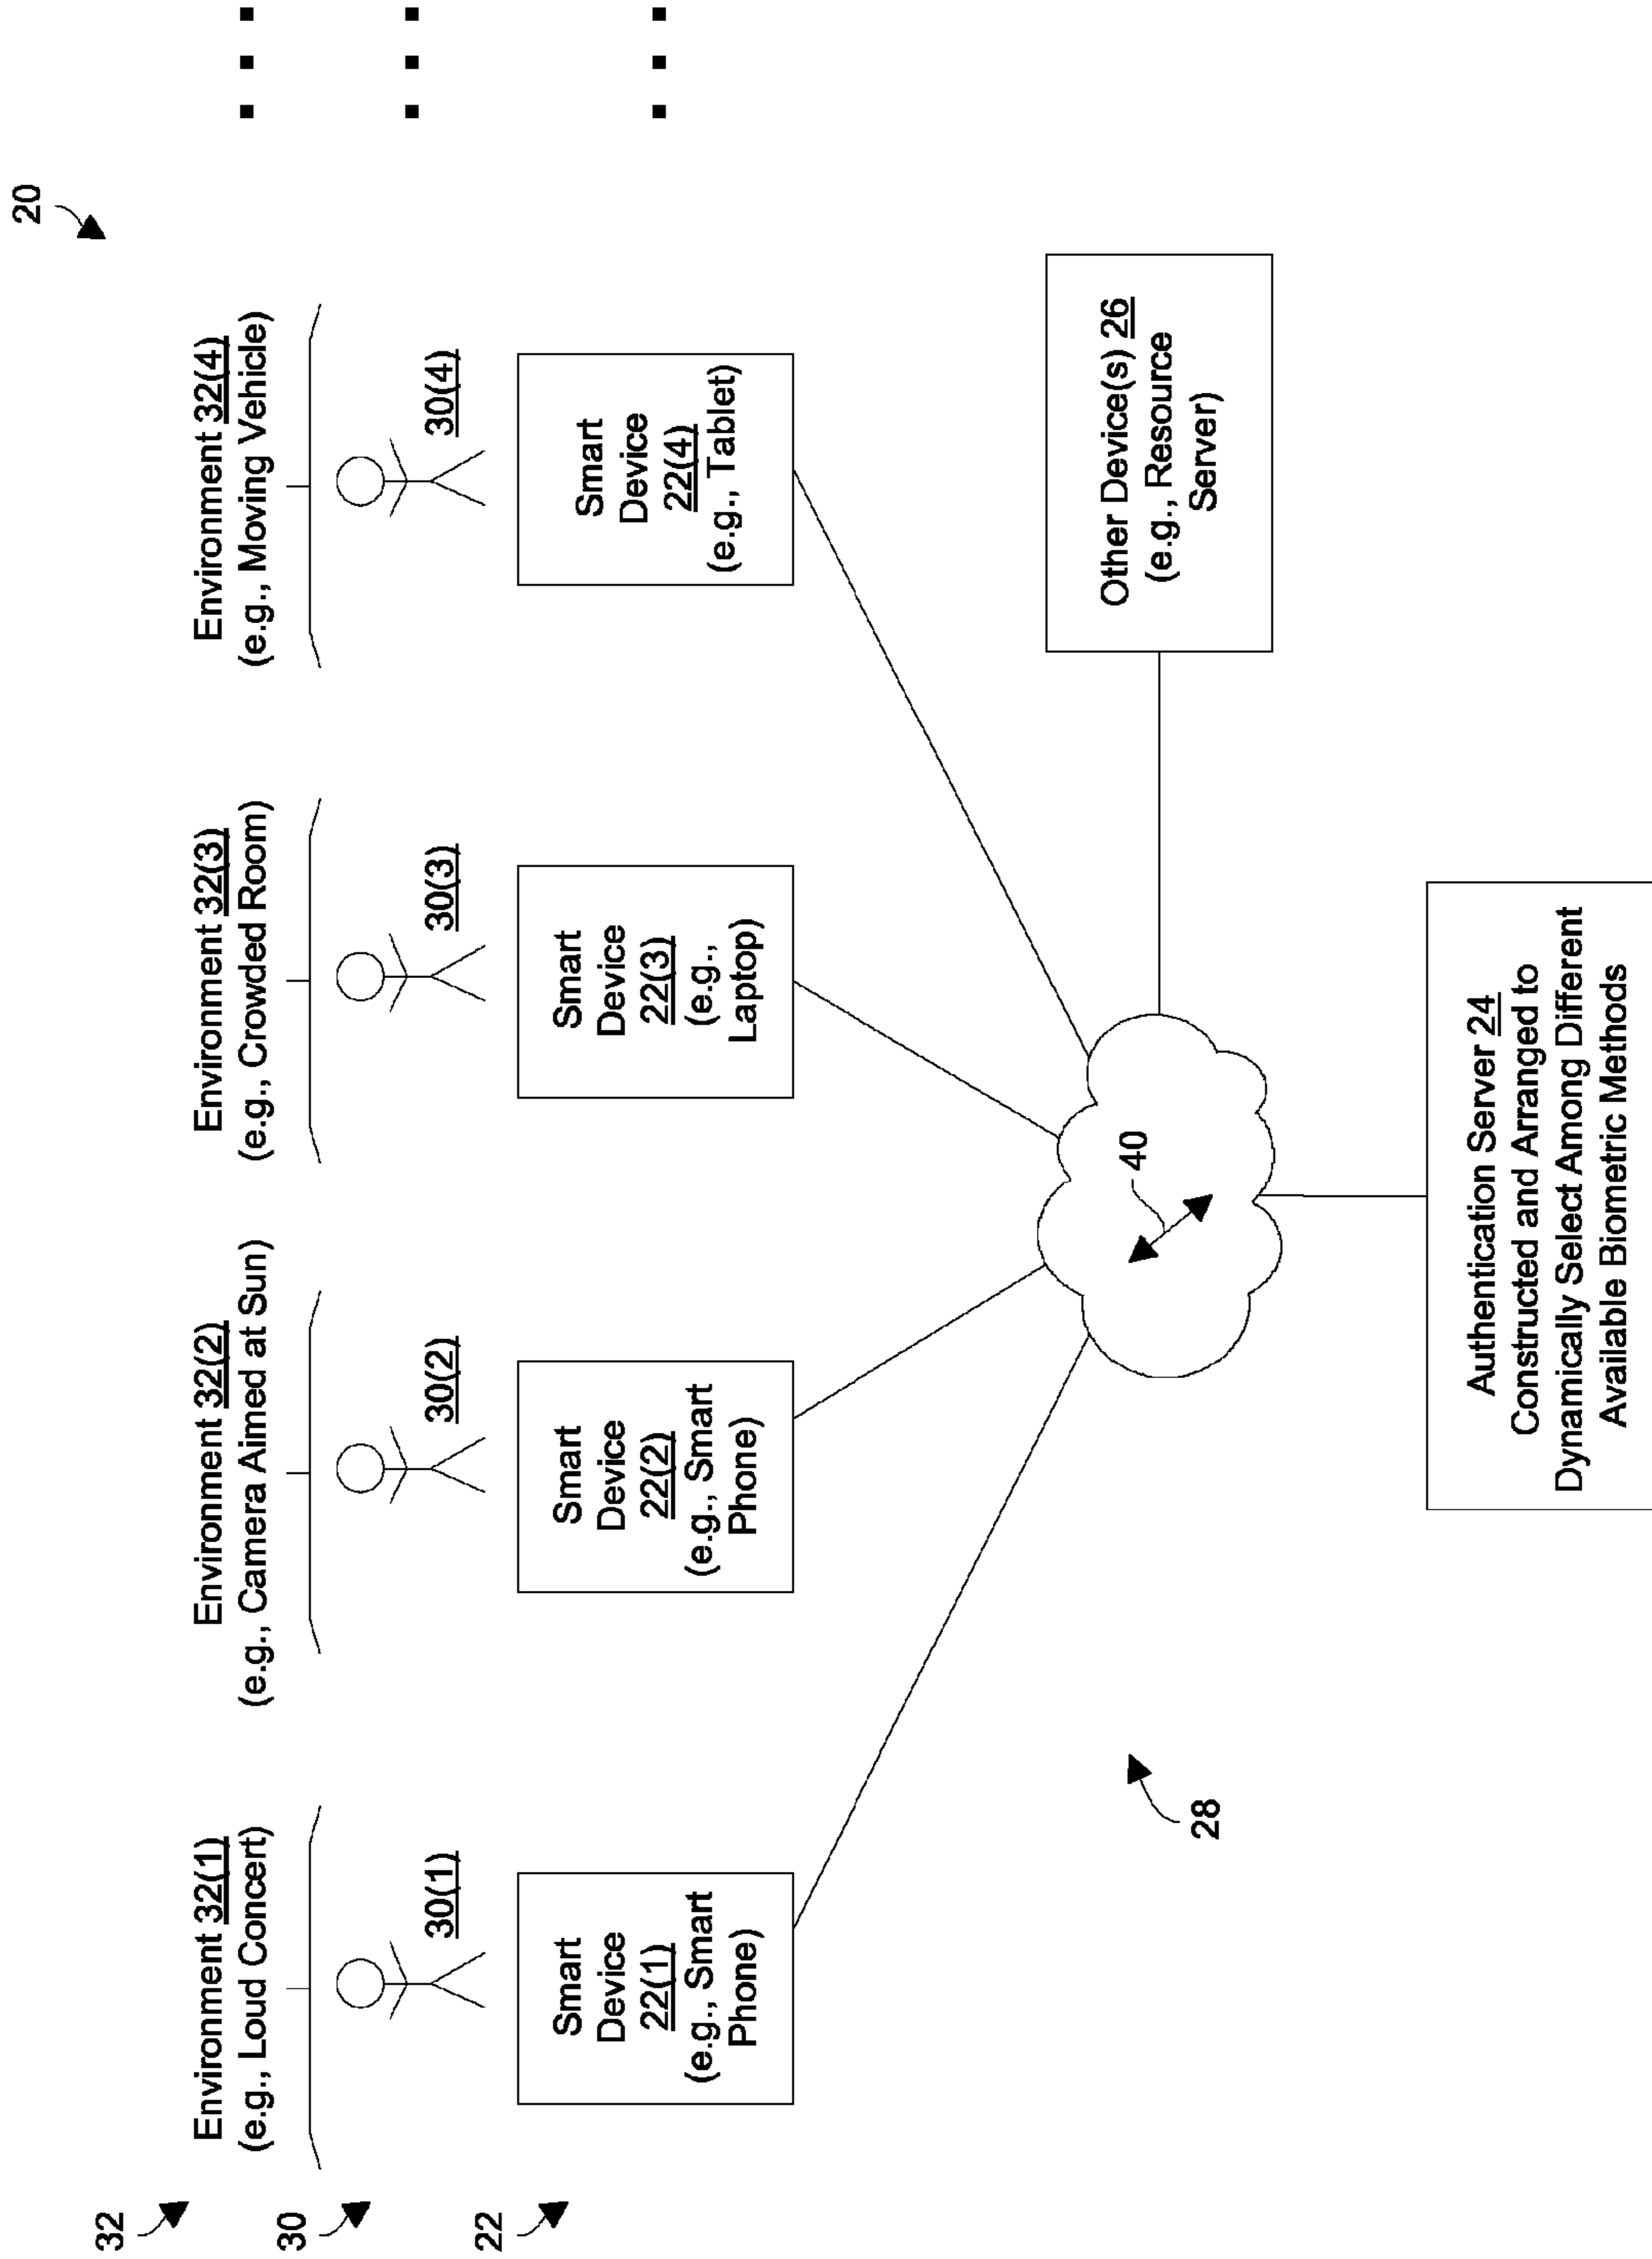 20
32
Environment 32(1)
(e.g., Loud Concert)
Environment 32(2)
(e.g., Camera Aimed at Sun)
Environment 32(3)
(e.g., Crowded Room)
Environment 32(4)
(e.g., Moving Vehicle)
30
30(1)
30(2)
30(3)
30(4)
22
Smart
Device
22(1)
(e.g., Smart
Phone)
Smart
Device
22(2)
(e.g., Smart
Phone)
Smart
Device
22(3)
(e.g.,
Laptop)
Smart
Device
22(4)
(e.g., Tablet)
40
28
Other Device(s) 26
(e.g., Resource
Server)
Authentication Server 24
Constructed and Arranged to
Dynamically Select Among Different
Available Biometric Methods